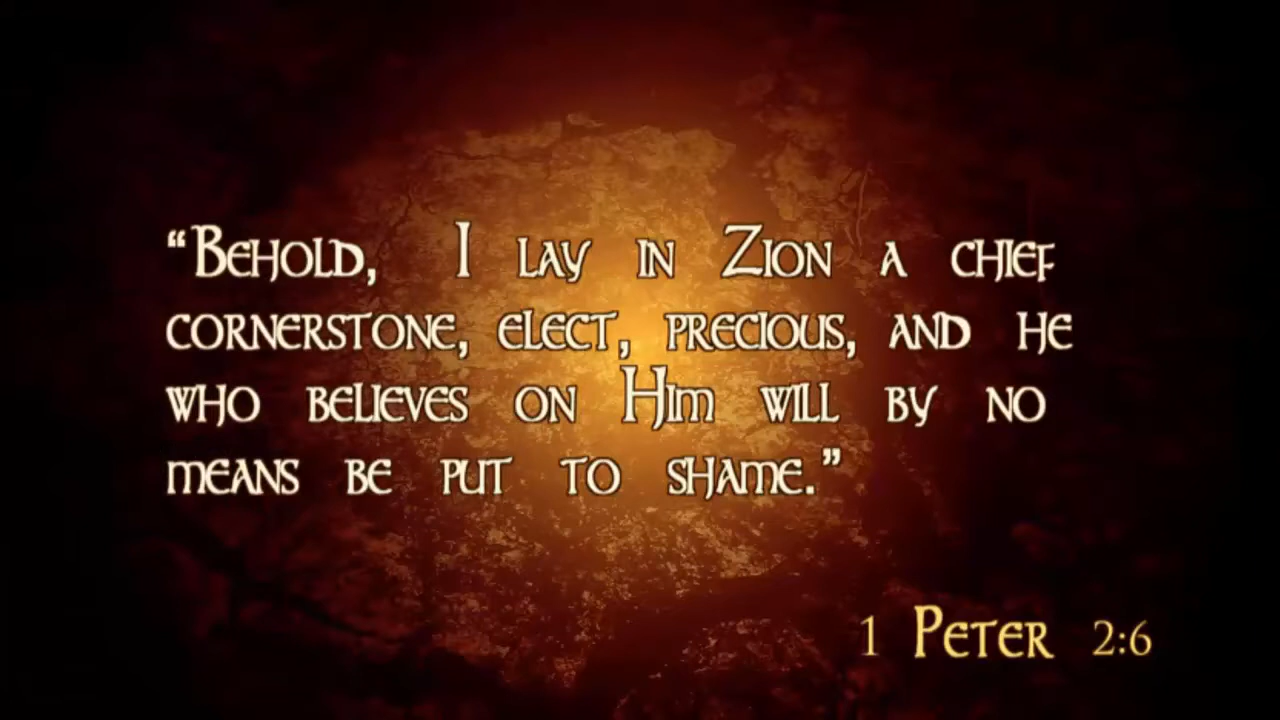 “Behold, I lay in Zion a chief
cornerstone, elect, precious, and he
who believes on Him will by no
means be put to shame.”
1 Peter 2:6